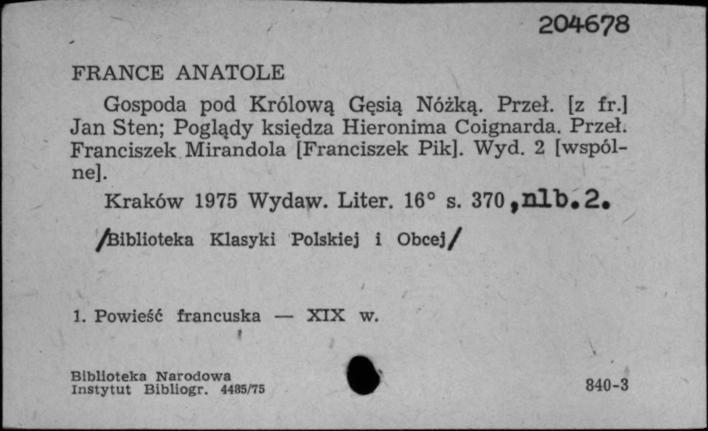 204678
FRANCE ANATOLE
Gospoda pod Królową Gęsią Nóżką. Przeł. [z fr.]
Jan Sten; Poglądy księdza Hieronima Coignarda. Przeł.
Franciszek Mirandola [Franciszek Pik]. Wyd. 2 [wspól-
ne].
Kraków 1975 Wydaw. Liter. 16° s. 370, nlb. 2.
/Biblioteka Klasyki Polskiej i Obcej/
1. Powieść francuska — XIX w.
Biblioteka Narodowa
Instytut Bibliogr. 4485/75
840-3